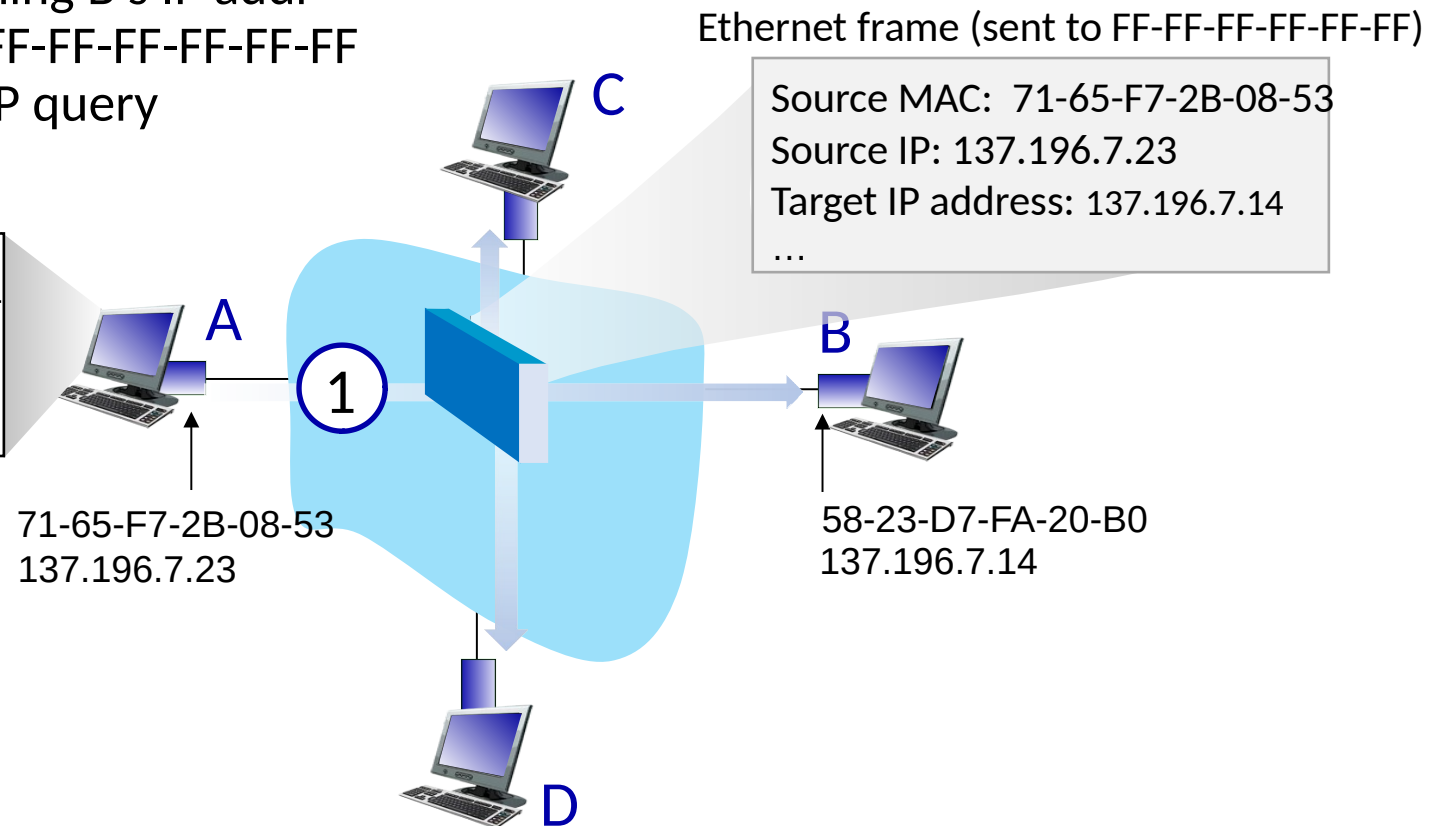 B's IP addr
FF-FF-FF-FF-FF-FF
query
Ethernet frame (sent to FF-FF-FF-FF-FF-FF)
Source MAC: 71-65-F7-2B-08-53
Source IP: 137.196.7.23
Target IP address: 137.196.7.14
...
C
A
B
1
71-65-F7-2B-08-53
137.196.7.23
58-23-D7-FA-20-B0
137.196.7.14
D